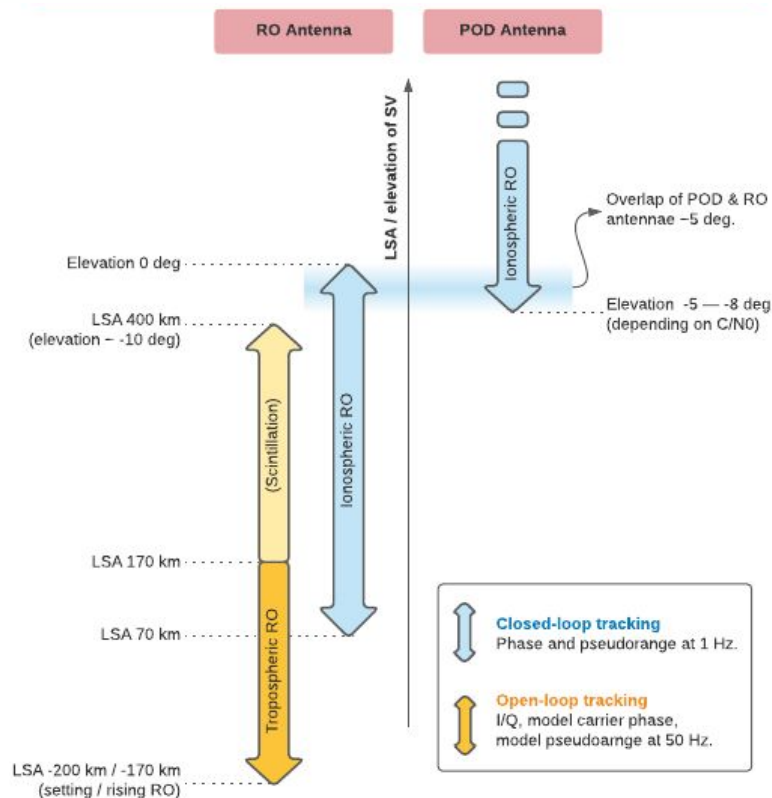 RO Antenna
POD Antenna
LSA / elevation of SV
Ionospheric RO
Overlap of POD & RO
antennae ~5 deg.
Elevation 0 deg
Elevation -5 — -8 deg
(depending on C/N0)
LSA 400 km
(elevation ~ -10 deg)
(Scintillation)
Ionospheric RO
LSA 170 km
Tropospheric RO
LSA 70 km
LSA -200 km / -170 km
(setting / rising RO)
Closed-loop tracking
Phase and pseudorange at 1 Hz.
Open-loop tracking
I/Q, model carrier phase,
model pseudoarnge at 50 Hz.